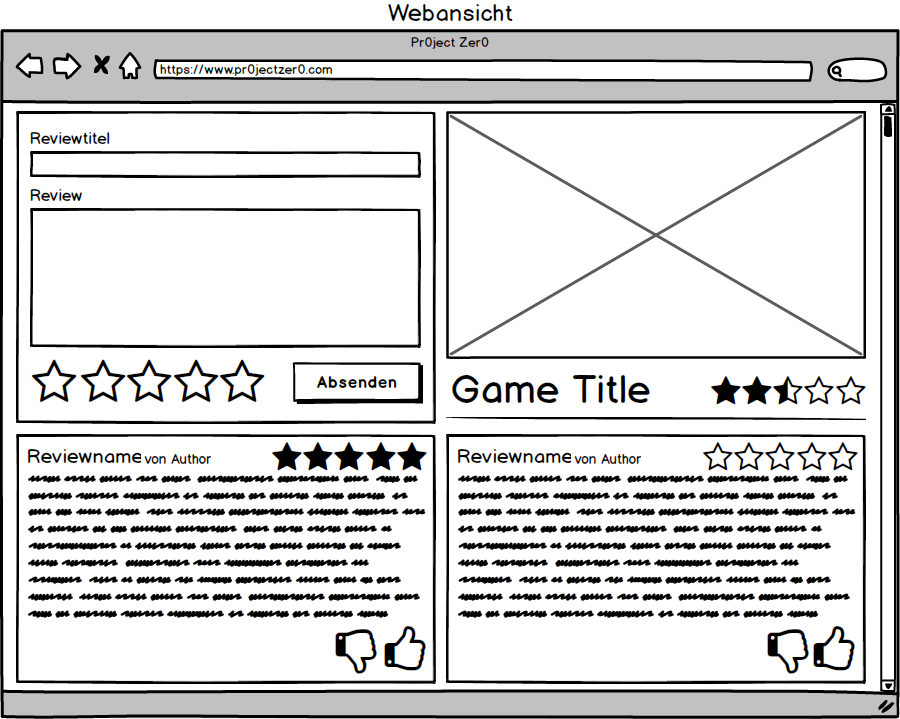 Webansicht
Pr0ject Zer0
https://www.pr0jectzer0.com
Reviewtitel
Review
Absenden
Game Title
Reviewname von Author
Reviewname von Author